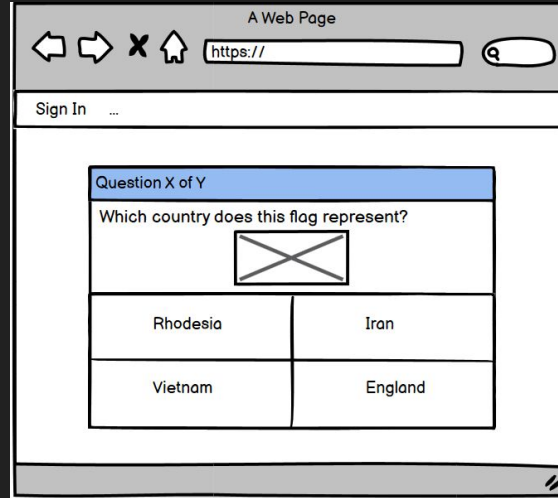 A Web Page
https://
Sign In ...
Question X of Y
Which country does this flag represent?
Rhodesia Iran
Vietnam England